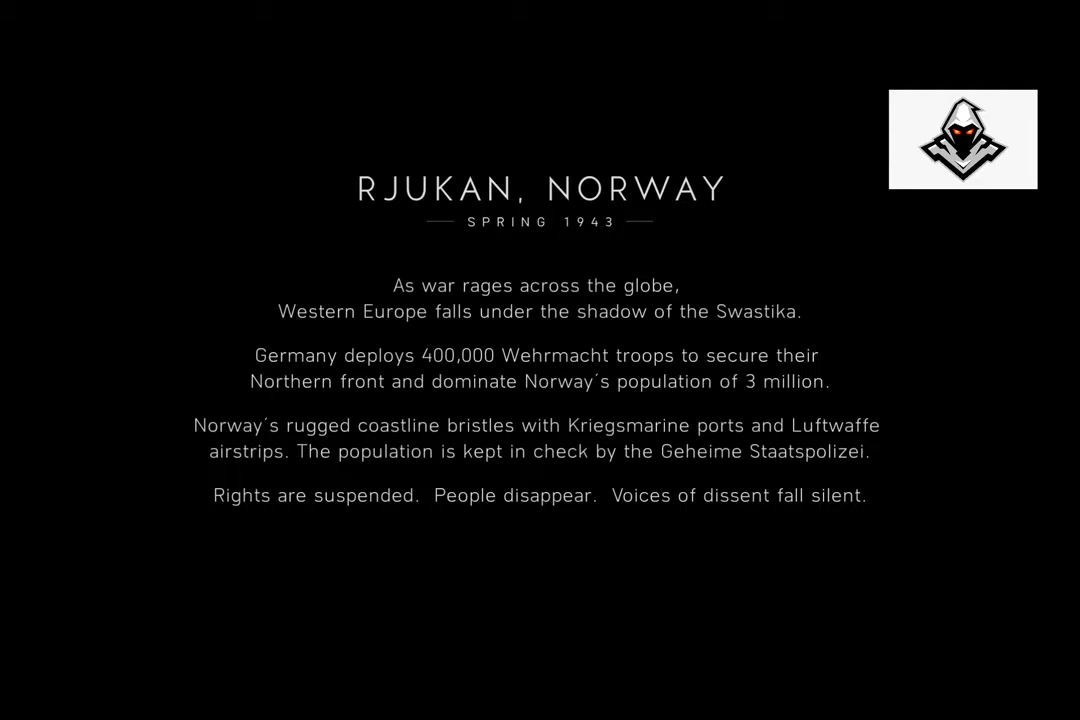 RJUKAN, NORWAY
SPRING 1943
As war rages across the globe,
Western Europe falls under the shadow of the Swastika.
Germany deploys 400,000 Wehrmacht troops to secure their
Northern front and dominate Norway´s population of 3 million.
Norway´s rugged coastline bristles with Kriegsmarine ports and Luftwaffe
airstrips. The population is kept in check by the Geheime Staatspolizei.
Rights are suspended.  People disappear.  Voices of dissent fall silent.